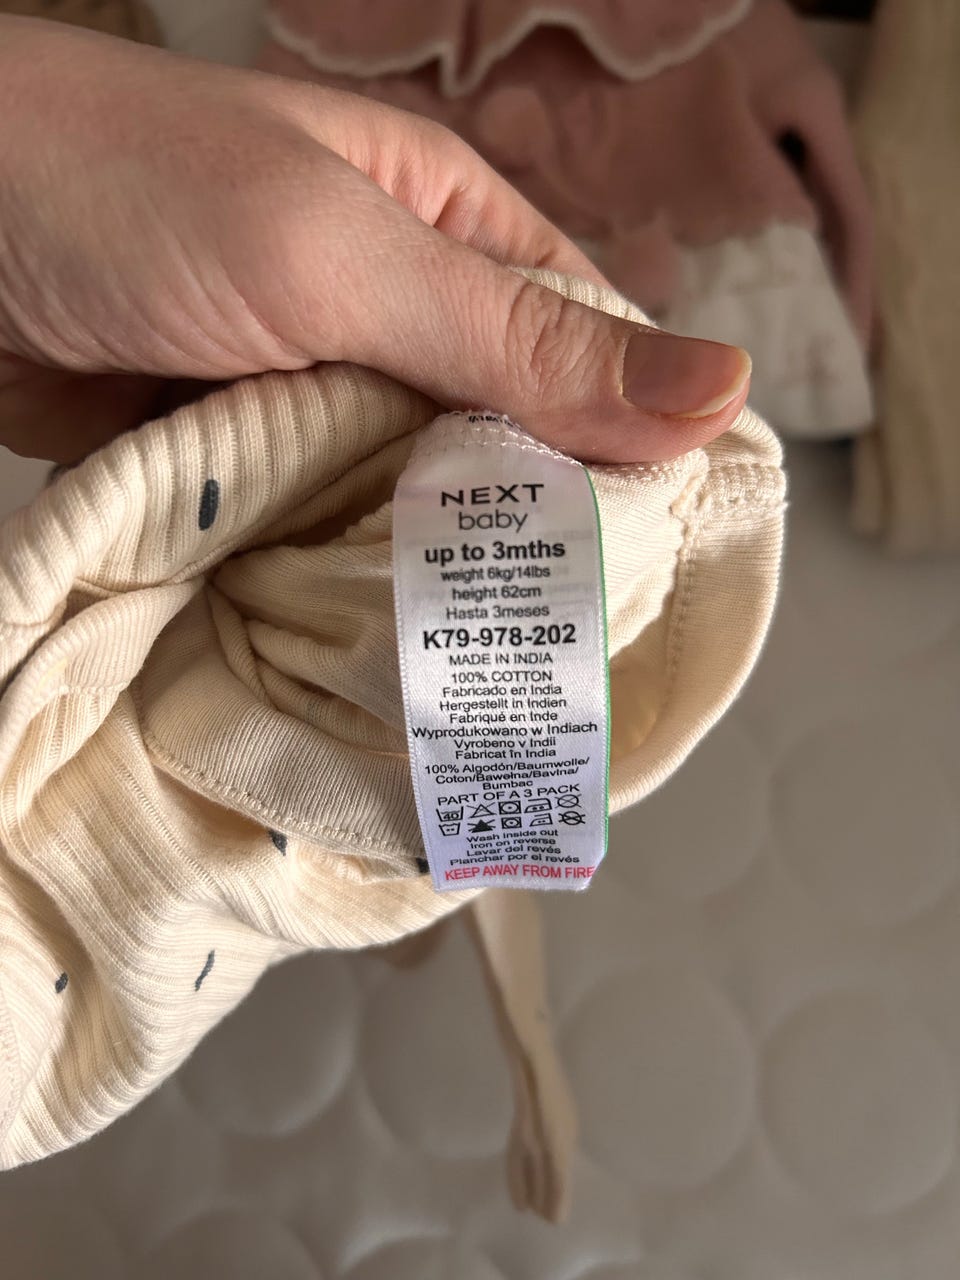 NEXT
baby
up to 3mths
weight 6kg/14lbs
height 62cm
Hasta 3meses
K79-978-202
MADE IN INDIA
100% COTTON
Fabricado en India
Hergestellt in Indien
Fabriqué en Inde
Wyprodukowano w Indiach
Vyrobeno v Indii
Fabricat în India
100% Algodón/Baumwolle/
Coton/Bawełna/Bavlna/
Bumbac
PART OF A 3 PACK
40
Wash inside out
Iron on reverse
Lavar del revés
Planchar por el revés
KEEP AWAY FROM FIRE